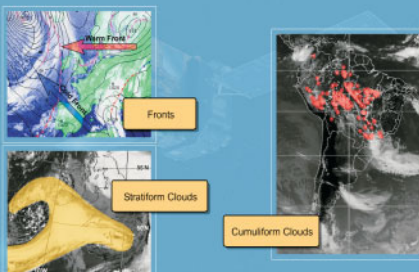 Warm Front
Cold Front
Fronts
Stratiform Clouds
Cumuliform Clouds